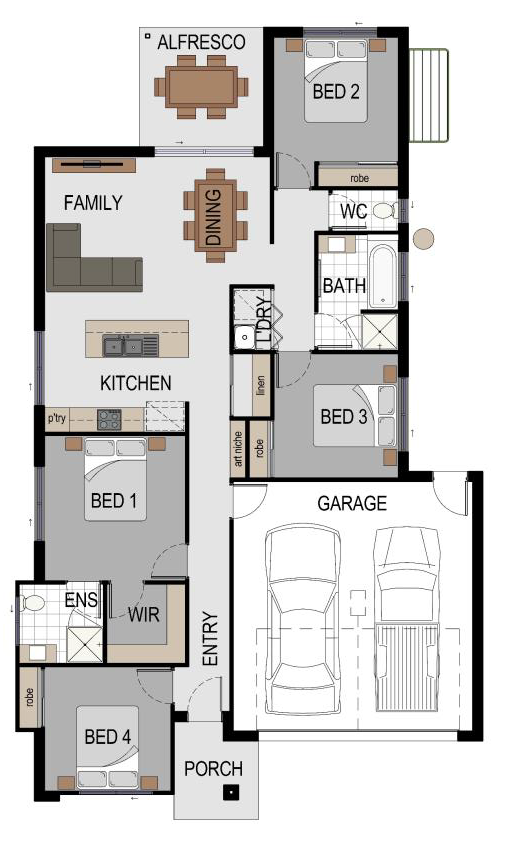 ALFRESCO
BED 2
robe
FAMILY
DINING
WC
BATH
L'DRY
KITCHEN
linen
BED 3
p'try
art niche
robe
BED 1
GARAGE
ENS
WIR
ENTRY
robe
BED 4
PORCH